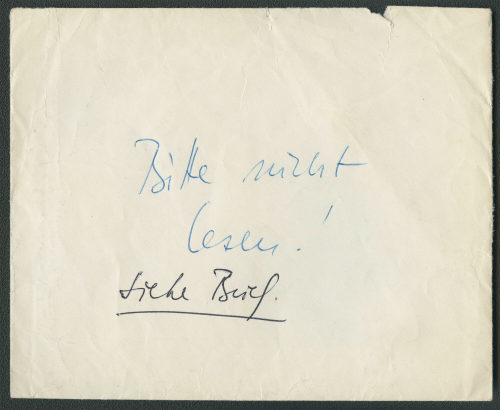 Bitte nicht
lesen!
Siehe Brief.